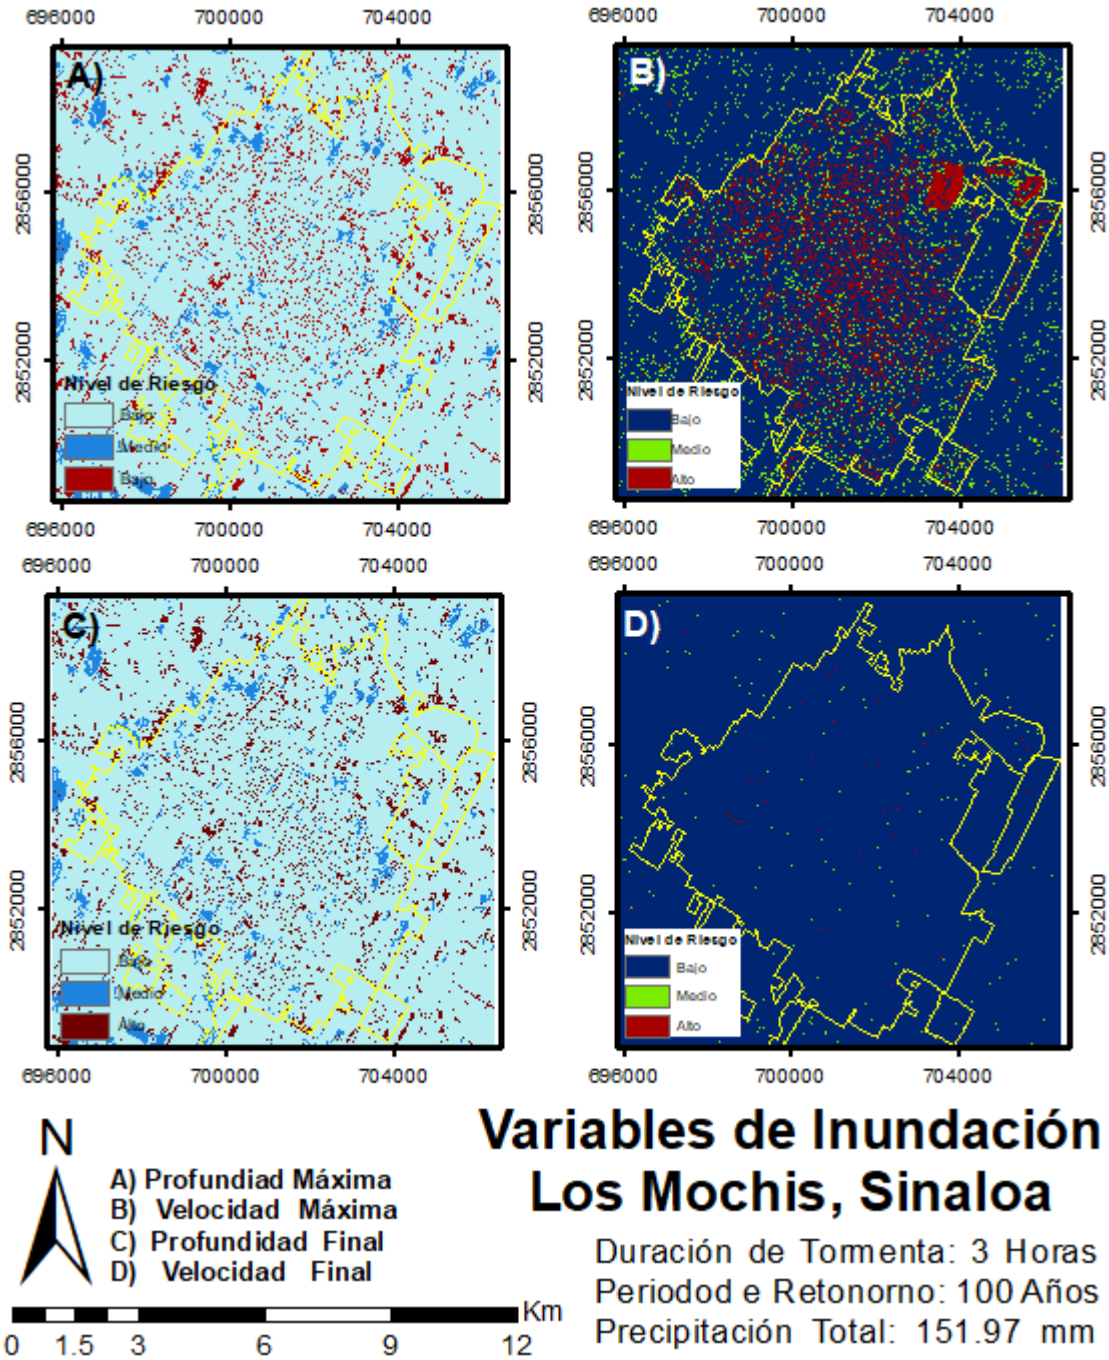 696000 700000 704000
696000 700000 704000
A)
B)
2856000
2856000
2856000
2856000
2852000
2852000
2852000
2852000
Nivel de Riesgo
Bajo
Medio
Bajo
Nivel de Riesgo
Bajo
Medio
Alto
696000 700000 704000
696000 700000 704000
696000 700000 704000
696000 700000 704000
C)
D)
2856000
2856000
2856000
2856000
2852000
2852000
2852000
2852000
Nivel de Riesgo
Bajo
Medio
Alto
Nivel de Riesgo
Bajo
Medio
Alto
696000 700000 704000
696000 700000 704000
N
A) Profundiad Máxima
B) Velocidad Máxima
C) Profundidad Final
D) Velocidad Final
Km
0 1.5 3 6 9 12
Variables de Inundación
Los Mochis, Sinaloa
Duración de Tormenta: 3 Horas
Periodod e Retonorno: 100 Años
Precipitación Total: 151.97 mm